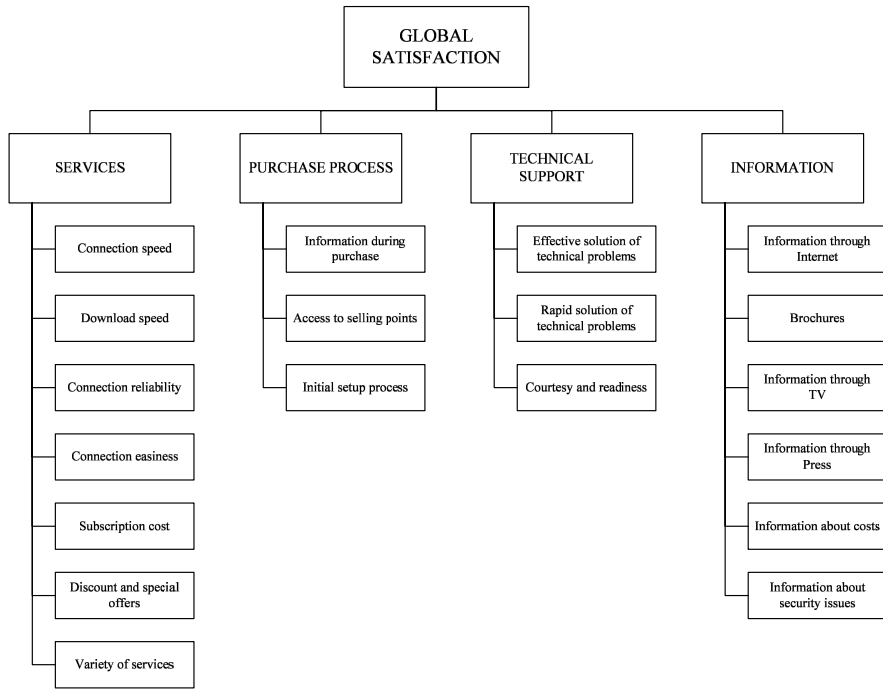 GLOBAL
SATISFACTION
SERVICES
PURCHASE PROCESS
TECHNICAL
SUPPORT
INFORMATION
Connection speed
Download speed
Connection reliability
Connection easiness
Subscription cost
Discount and special
offers
Variety of services
Information during
purchase
Access to selling points
Initial setup process
Effective solution of
technical problems
Rapid solution of
technical problems
Courtesy and readiness
Information through
Internet
Brochures
Information through
TV
Information through
Press
Information about costs
Information about
security issues